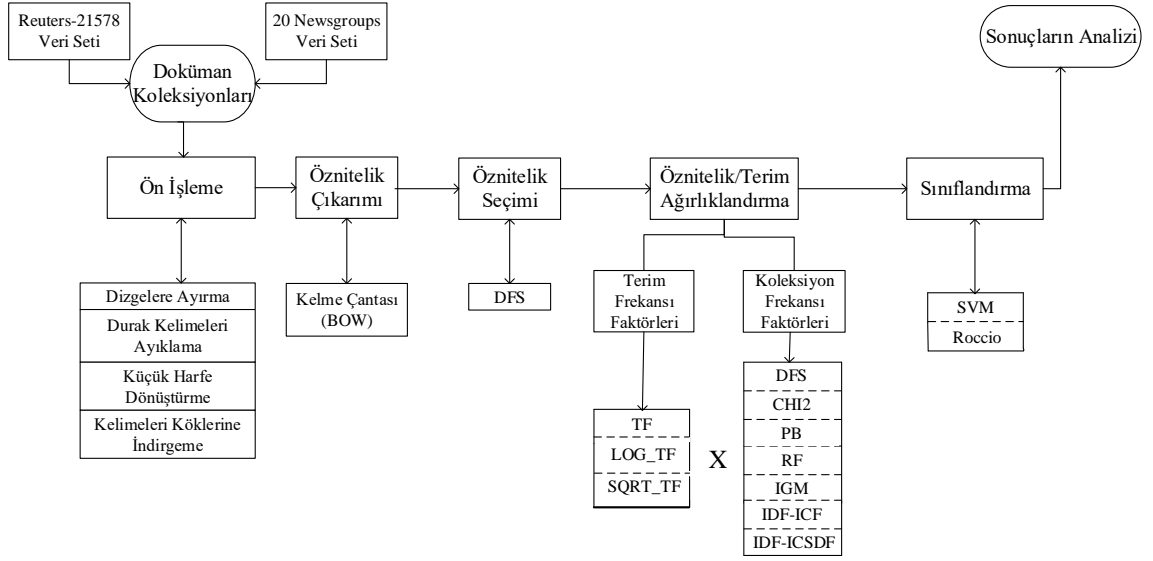 Reuters-21578
Veri Seti
20 Newsgroups
Veri Seti
Doküman
Koleksiyonları
Sonuçların Analizi
Ön İşleme
Öznitelik
Çıkarımı
Öznitelik
Seçimi
Öznitelik/Terim
Ağırlıklandırma
Sınıflandırma
Dizgelere Ayırma
Durak Kelimeleri
Ayıklama
Küçük Harfe
Dönüştürme
Kelimeleri Köklerine
İndirgeme
Kelme Çantası
(BOW)
DFS
Terim
Frekansı
Faktörleri
Koleksiyon
Frekansı
Faktörleri
TF
LOG_TF
SQRT_TF
X
DFS
CHI2
PB
RF
IGM
IDF-ICF
IDF-ICSDF
SVM
Roccio